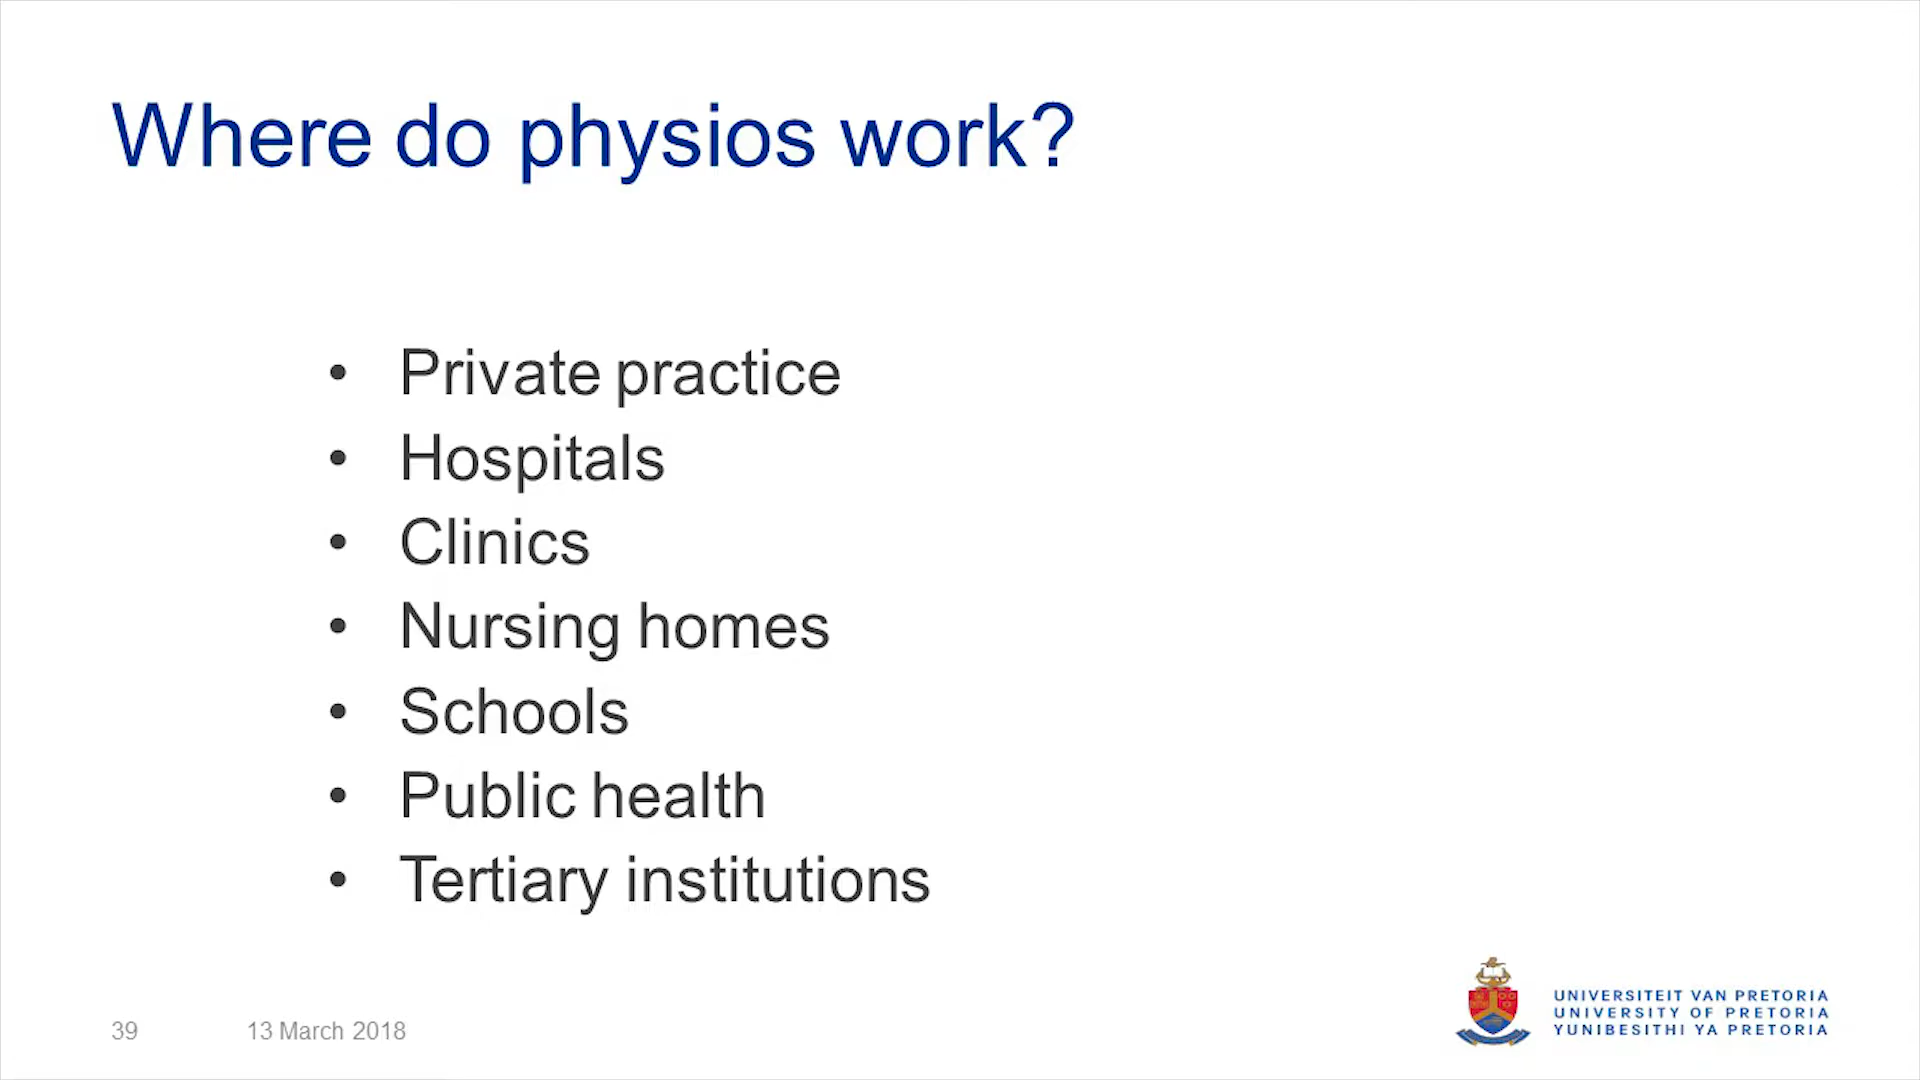 Where do physios work?
• Private practice
• Hospitals
• Clinics
• Nursing homes
• Schools
• Public health
• Tertiary institutions
39 13 March 2018
UNIVERSITEIT VAN PRETORIA
UNIVERSITY OF PRETORIA
YUNIBESITHI YA PRETORIA